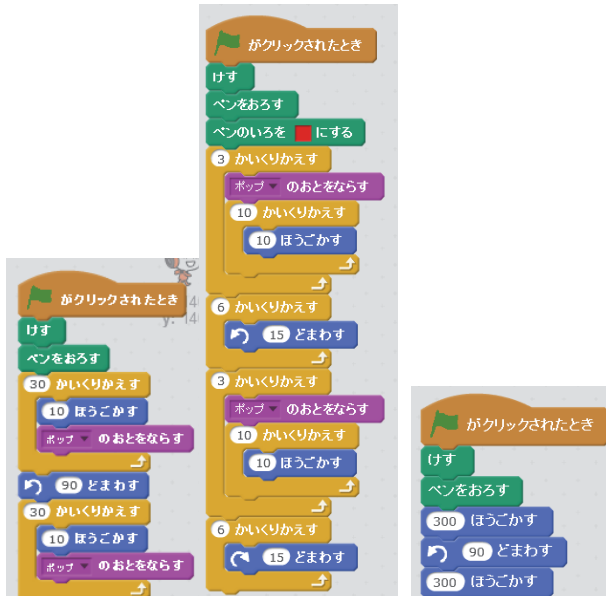 がクリックされたとき
けす
ペンをおろす
30 かいくりかえす
10 ほうごかす
ポップ のおとをならす
90 どまわす
30 かいくりかえす
10 ほうごかす
ポップ のおとをならす
がクリックされたとき
けす
ペンをおろす
ペンのいろを にする
3 かいくりかえす
ポップ のおとをならす
10 かいくりかえす
10 ほうごかす
6 かいくりかえす
15 どまわす
3 かいくりかえす
ポップ のおとをならす
10 かいくりかえす
10 ほうごかす
6 かいくりかえす
15 どまわす
がクリックされたとき
けす
ペンをおろす
300 ほうごかす
90 どまわす
300 ほうごかす